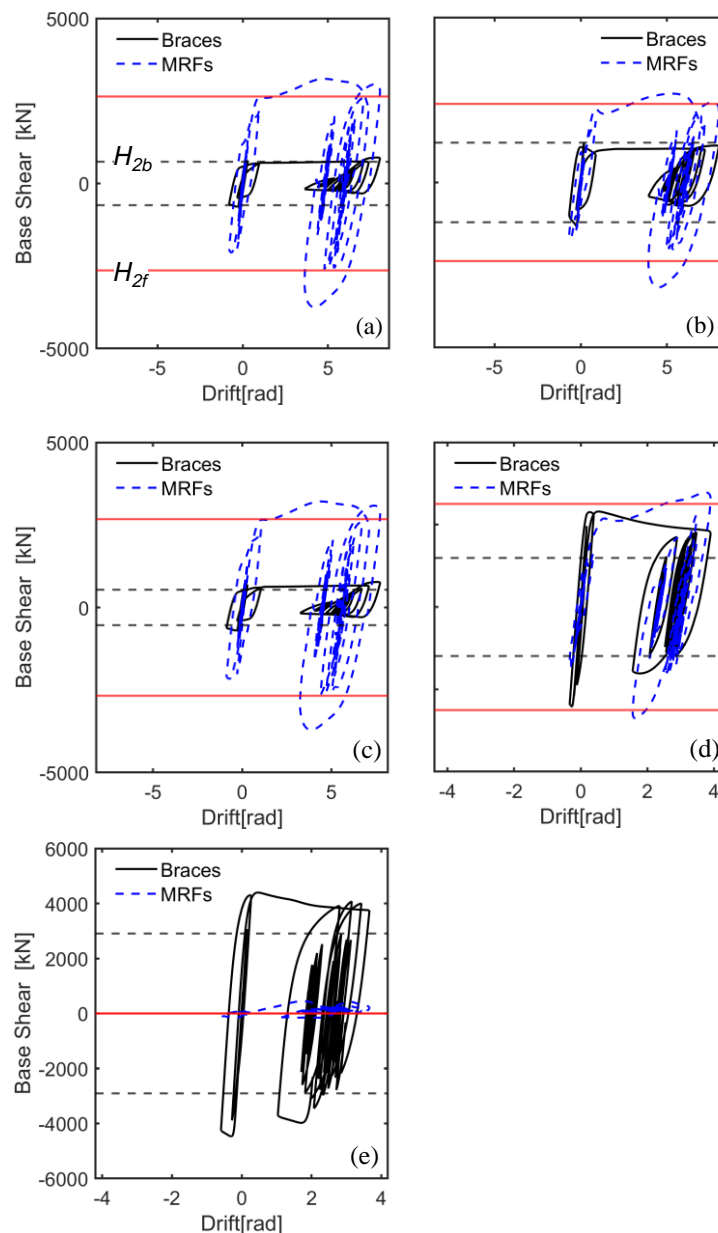 5000
Braces
MRFs
H2b
0
H2f
Base Shear [kN]
(a)
-5000
-5 0 5
Drift[rad]
Braces
MRFs
(b)
-5 0 5
Drift[rad]
5000
Braces
MRFs
0
Base Shear [kN]
(c)
-5000
-5 0 5
Drift[rad]
Braces
MRFs
(d)
-4 -2 0 2 4
Drift[rad]
6000
Braces
MRFs
4000
2000
0
Base Shear [kN]
-2000
-4000
(e)
-6000
-4 -2 0 2 4
Drift[rad]